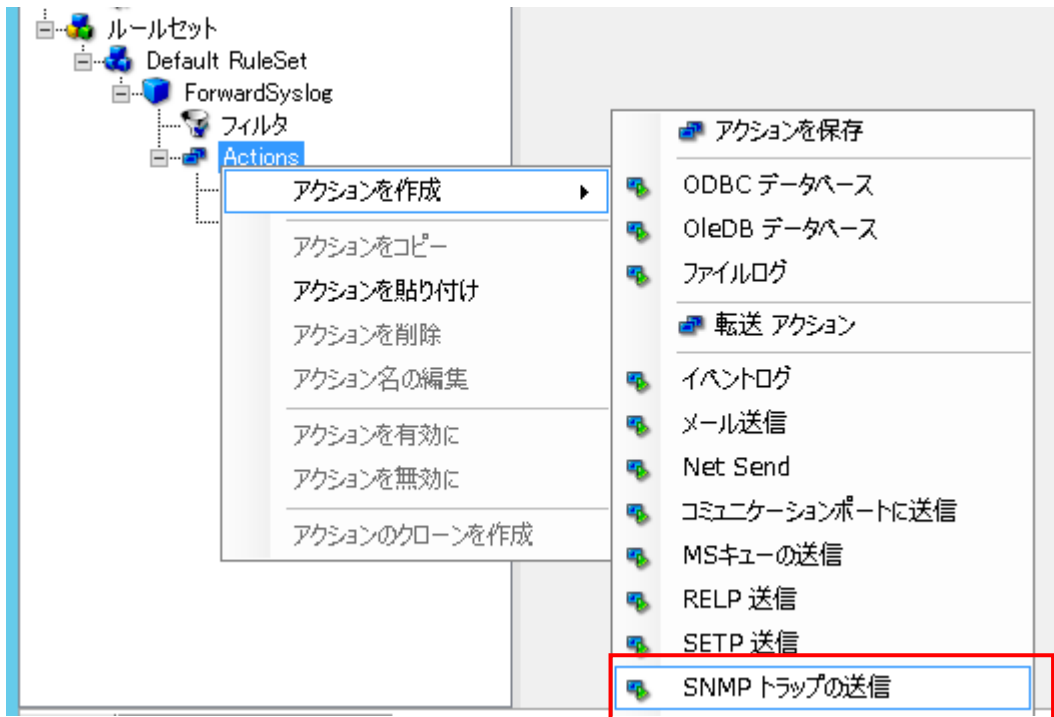 ルールセット
Default RuleSet
ForwardSyslog
フィルタ
Actions
アクションを作成
アクションをコピー
アクションを貼り付け
アクションを削除
アクション名の編集
アクションを有効に
アクションを無効に
アクションのクローンを作成
アクションを保存
ODBC データベース
OleDB データベース
ファイルログ
転送 アクション
イベントログ
メール送信
Net Send
コミュニケーションポートに送信
MSキューの送信
RELP 送信
SETP 送信
SNMP トラップの送信